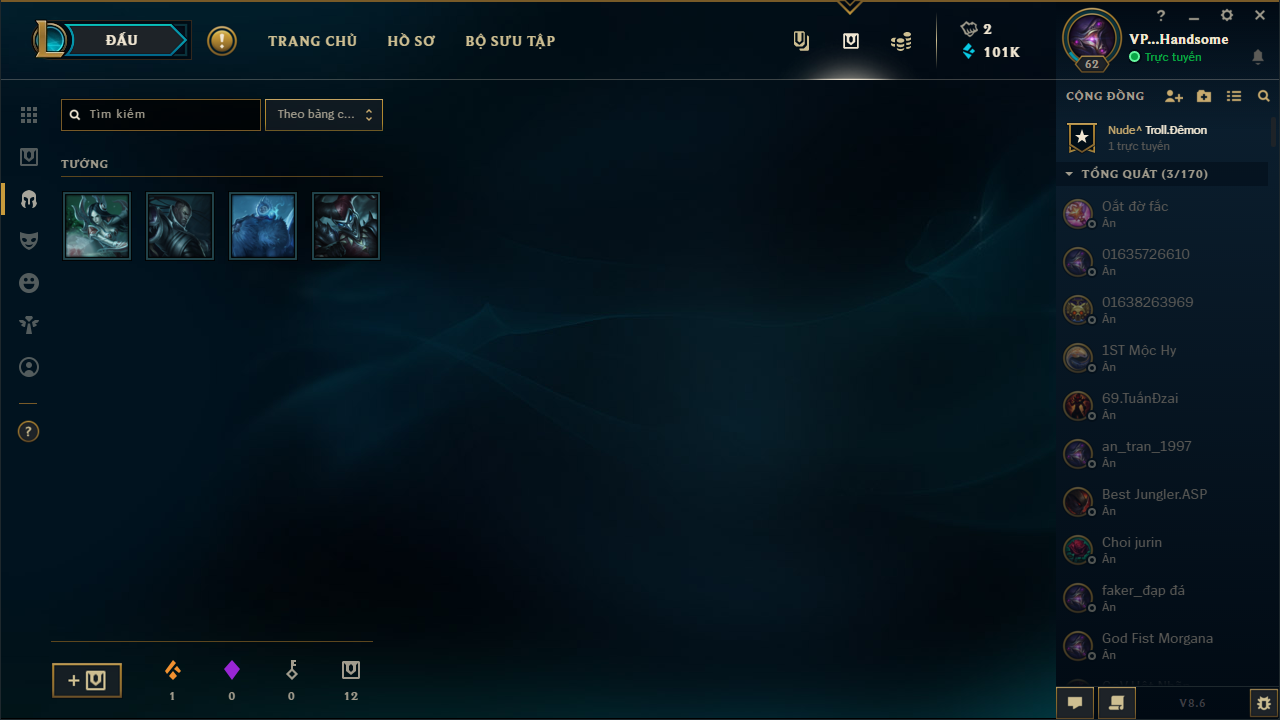 ĐẤU
TRANG CHỦ
HỒ SƠ
BỘ SƯU TẬP
2
101K
62
VP...Handsome
Trực tuyến
Tìm kiếm
Theo bảng c...
TƯỚNG
CỘNG ĐỒNG
Nude^ Troll.Đêmon
1 trực tuyến
TỔNG QUÁT (3/170)
Oắt đờ fắc
Ẩn
01635726610
Ẩn
01638263969
Ẩn
1ST Mộc Hy
Ẩn
69.TuấnĐzai
Ẩn
an_tran_1997
Ẩn
Best Jungler.ASP
Ẩn
Choi jurin
Ẩn
faker_đạp đá
Ẩn
God Fist Morgana
Ẩn
1
0
0
12
V8.6